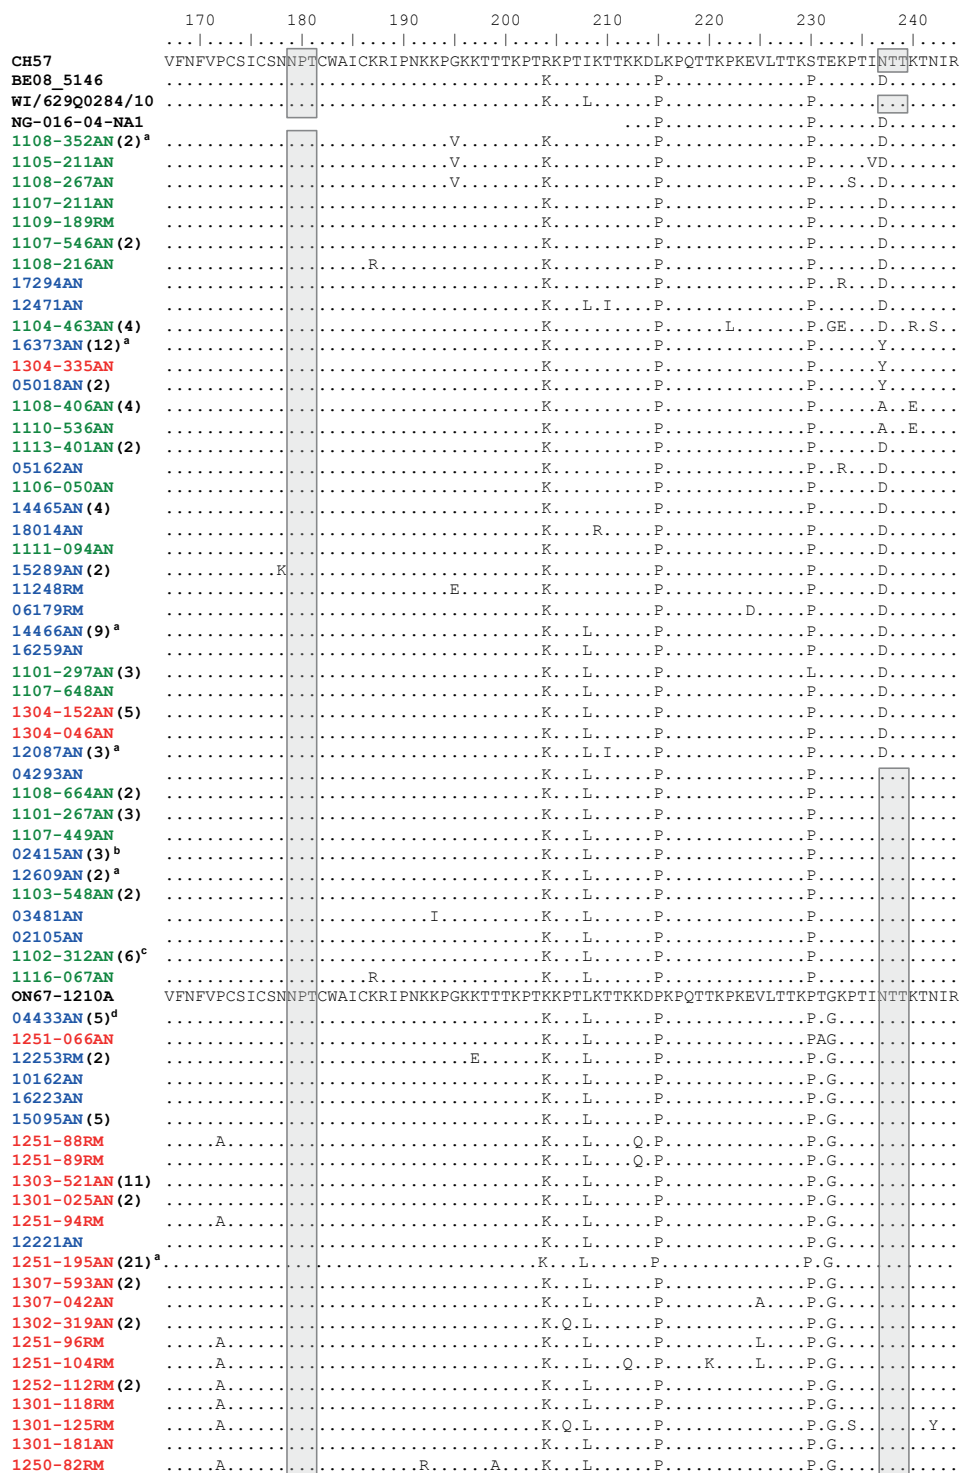 170 180 190 200 210 220 230 240
CH57 VFNFVPCSICSNNPTCWAICKRIPNKKPGKKTTTKPTRKPTIKTTKKDLKPQTTKPKEVLTTKSTEKPTINTTKTNIR
BE08_5146 .....................................K..........P..............P......D.......
WI/629Q0284/10 .....................................K...L......P..............P..............
NG-016-04-NA1 ...P..............P......D.......
1108-352AN(2)a ............................V........K..........P..............P......D.......
1105-211AN ............................V........K..........P..............P.....VD.......
1108-267AN ............................V........K..........P..............P...S..D.......
1107-211AN .....................................K..........P..............P......D.......
1109-189RM .....................................K..........P..............P......D.......
1107-546AN(2) .....................................K..........P..............P......D.......
1108-216AN ....................R................K..........P..............P......D.......
17294AN .....................................K..........P..............P..R...D.......
12471AN .....................................K...L.I....P..............P......D.......
1104-463AN(4) .....................................K..........P......L.......P.GE...D..R.S..
16373AN(12)a .....................................K..........P..............P......Y.......
1304-335AN .....................................K..........P..............P......Y.......
05018AN(2) .....................................K..........P..............P......Y.......
1108-406AN(4) .....................................K..........P..............P......A..E....
1110-536AN .....................................K..........P..............P......A..E....
1113-401AN(2) .....................................K..........P..............P......D.......
05162AN .....................................K..........P..............P..R...D.......
1106-050AN .....................................K..........P..............P......D.......
14465AN(4) .....................................K..........P..............P......D.......
18014AN .....................................K....R.....P..............P......D.......
1111-094AN .....................................K..........P..............P......D.......
15289AN(2) ...........K.........................K..........P..............P......D.......
11248RM ............................E........K..........P..............P......D.......
06179RM .....................................K..........P........D.....P......D.......
14466AN(9)a .....................................K...L......P..............P......D.......
16259AN .....................................K...L......P..............P......D.......
1101-297AN(3) .....................................K...L......P..............L......D.......
1107-648AN .....................................K...L......P..............P......D.......
1304-152AN(5) .....................................K...L......P..............P......D.......
1304-046AN .....................................K...L......P..............P......D.......
12087AN(3)a .....................................K...L.I....P..............P......D.......
04293AN .....................................K...L......P..............P..............
1108-664AN(2) .....................................K...L......P..............P..............
1101-267AN(3) .....................................K...L......P..............P..............
1107-449AN .....................................K...L......P..............P..............
02415AN(3)b .....................................K...L......P..............P..............
12609AN(2)a .....................................K...L......P..............P..............
1103-548AN(2) .....................................K...L......P..............P..............
03481AN ..........................I..........K...L......P..............P..............
02105AN .....................................K...L......P..............P..............
1102-312AN(6)c .....................................K...L......P..............P..............
1116-067AN ....................R................K...L......P..............P..............
ON67-1210A VFNFVPCSICSNNPTCWAICKRIPNKKPGKKTTTKPTKKPTLKTTKKDPKPQTTKPKEVLTTKPTGKPTINTTKTNIR
04433AN(5)d .....................................K...L......P..............P.G............
1251-066AN .....................................K...L......P..............PAG............
12253RM(2) ..............................E......K...L......P..............P.G............
10162AN .....................................K...L......P..............P.G............
16223AN .....................................K...L......P..............P.G............
15095AN(5) .....................................K...L......P..............P.G............
1251-88RM .....A...............................K...L....Q.P..............P.G............
1251-89RM .....................................K...L....Q.P..............P.G............
1303-521AN(11) .....................................K...L......P..............P.G............
1301-025AN(2) .....................................K...L......P..............P.G............
1251-94RM .....A...............................K...L......P..............P.G............
12221AN .....................................K...L......P..............P.G............
1251-195AN(21)a .....................................K...L......P..............P.G............
1307-593AN(2) .....................................K...L......P..............P.G............
1307-042AN .....................................K...L......P.........A....P.G............
1302-319AN(2) .....................................K.Q.L......P..............P.G............
1251-96RM .....A...............................K...L......P.........L....P.G............
1251-104RM .....A...............................K...L...Q..P....K....L....P.G............
1252-112RM(2) .....A...............................K...L......P..............P.G............
1301-118RM .....A...............................K...L......P..............P.G............
1301-125RM .....A...............................K.Q.L......P..............P.G.S.......Y..
1301-181AN .....................................K...L......P..............P.G............
1250-82RM .....A...................R......A....K...L......P..............P.G............